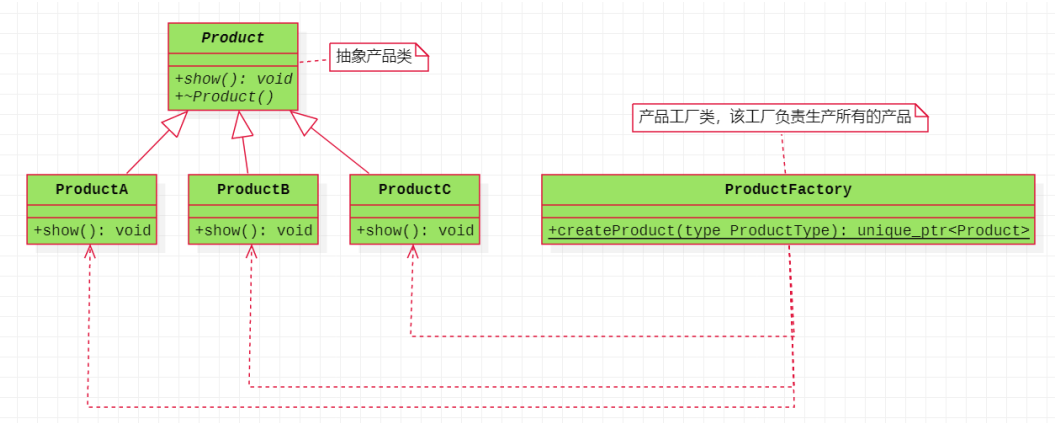 Product
抽象产品类
+show(): void
+~Product()
产品工厂类，该工厂负责生产所有的产品
ProductA
ProductB
ProductC
ProductFactory
+show(): void
+show(): void
+show(): void
+createProduct(type ProductType): unique_ptr<Product>